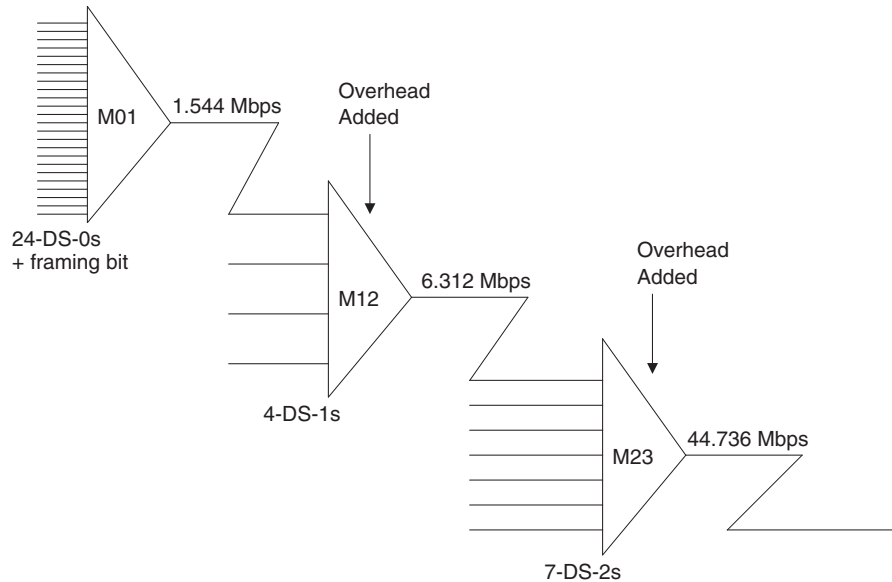 M01
1.544 Mbps
24-DS-0s
+ framing bit
Overhead
Added
M12
6.312 Mbps
4-DS-1s
Overhead
Added
M23
44.736 Mbps
7-DS-2s